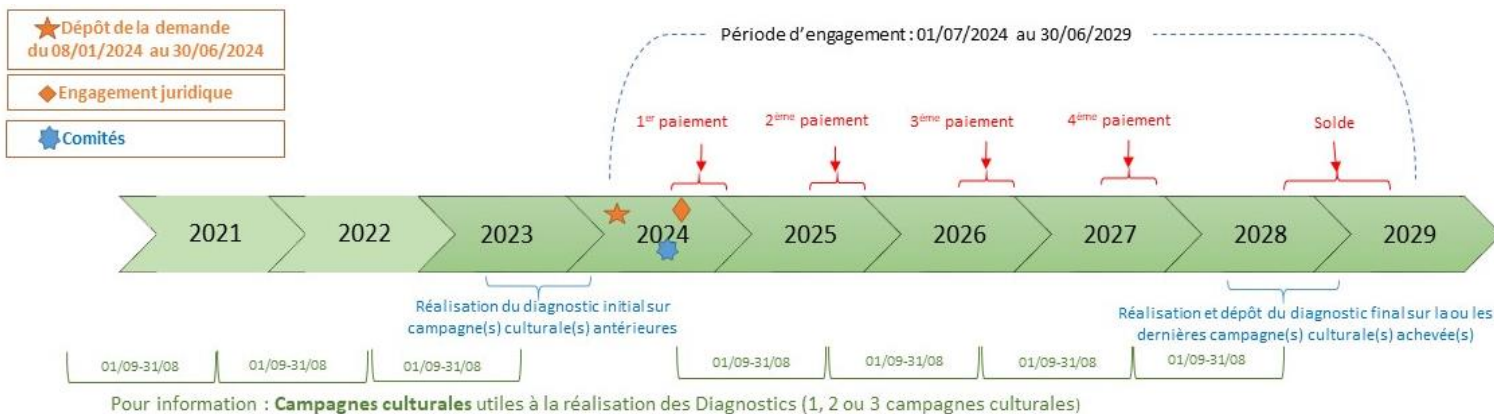 Dépôt de la demande
du 08/01/2024 au 30/06/2024
Engagement juridique
Comités
Période d'engagement : 01/07/2024 au 30/06/2029
1er paiement
2ème paiement
3ème paiement
4ème paiement
Solde
2021
2022
2023
2024
2025
2026
2027
2028
2029
Réalisation du diagnostic initial sur
campagne(s) culturale(s) antérieures
Réalisation et dépôt du diagnostic final sur la ou les
dernières campagne(s) culturale(s) achevée(s)
01/09-31/08
01/09-31/08
01/09-31/08
01/09-31/08
01/09-31/08
01/09-31/08
01/09-31/08
Pour information : Campagnes culturales utiles à la réalisation des Diagnostics (1, 2 ou 3 campagnes culturales)